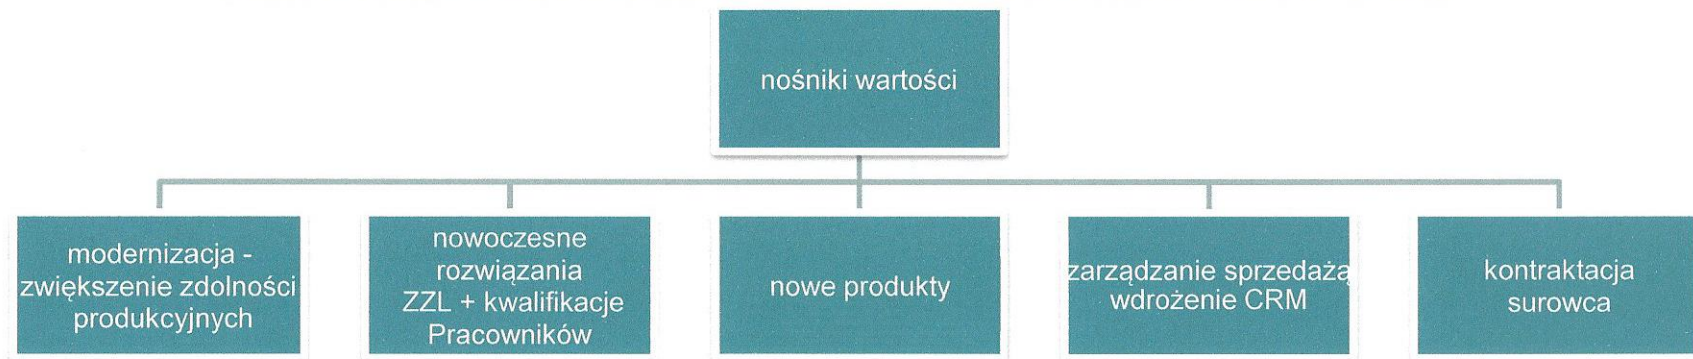 nośniki wartości
modernizacja -
zwiększenie zdolności
produkcyjnych
nowoczesne
rozwiązania
ZZL + kwalifikacje
Pracowników
nowe produkty
zarządzanie sprzedażą
wdrożenie CRM
kontraktacja
surowca